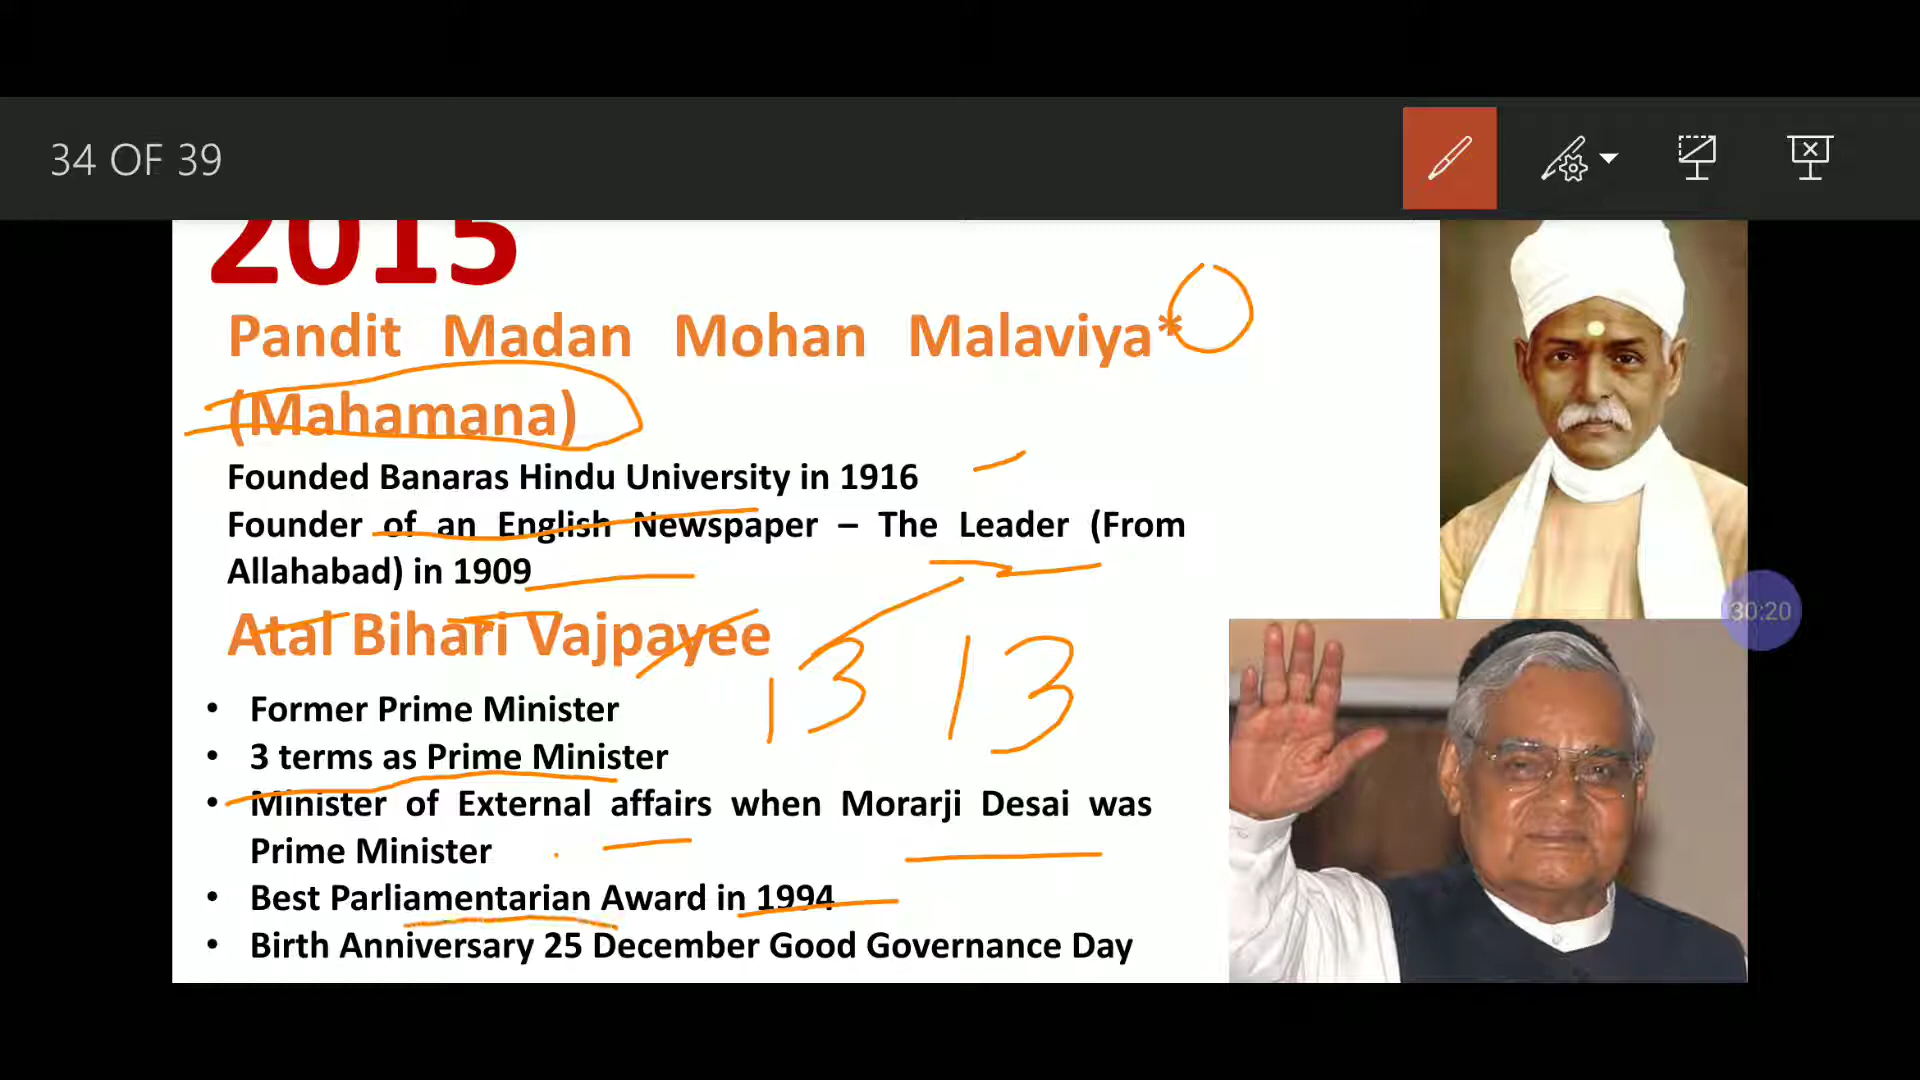 34 OF 39
2015
Pandit Madan Mohan Malaviya*
(Mahamana)
Founded Banaras Hindu University in 1916
Founder of an English Newspaper – The Leader (From
Allahabad) in 1909
30:20
Atal Bihari Vajpayee
13 13
• Former Prime Minister
• 3 terms as Prime Minister
• Minister of External affairs when Morarji Desai was
Prime Minister
• Best Parliamentarian Award in 1994
• Birth Anniversary 25 December Good Governance Day